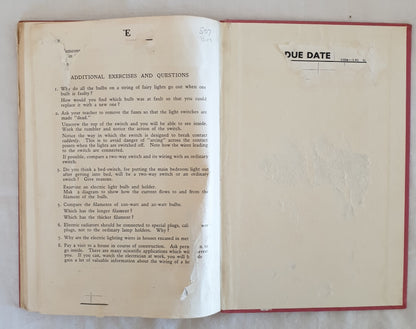 E
ADDITIONAL EXERCISES AND QUESTIONS
1. Why do all the bulbs on a string of fairy lights go out when one
bulb is faulty?
How would you find which bulb was at fault so that you could
replace it with a new one?
2. Ask your teacher to remove the fuses so that the light switches are
made "dead."
Unscrew the top of the switch and you will be able to see inside.
Work the tumbler and notice the action of the switch.
Notice the way in which the switch is designed to break contact
suddenly. This is to avoid danger of "arcing" across the contact
points when the lights are switched off. Note how the wires leading
to the switch are connected.
If possible, compare a two-way switch and its wiring with an ordinary
switch.
3. Do you think a bed-switch, for putting the main bedroom light out
after getting into bed, will be a two-way switch or an ordinary
switch? Give reasons.
Examine an electric light bulb and holder.
Make a diagram to show how the current flows to and from the
filament of the bulb.
5. Compare the filaments of 100-watt and 20-watt bulbs.
Which has the longer filament?
Which has the thicker filament?
6. Electric radiators should be connected to special plugs, called
plugs, not to the ordinary lamp holders. Why?
7. Why are the electric lighting wires in houses encased in met
8. Pay a visit to a house in course of construction. Ask perm n to
go inside. There are many scientific applications which wi
you. If you can, watch the electrician at work, you will b
gain a lot of valuable information about the wiring of a h
DUE DATE